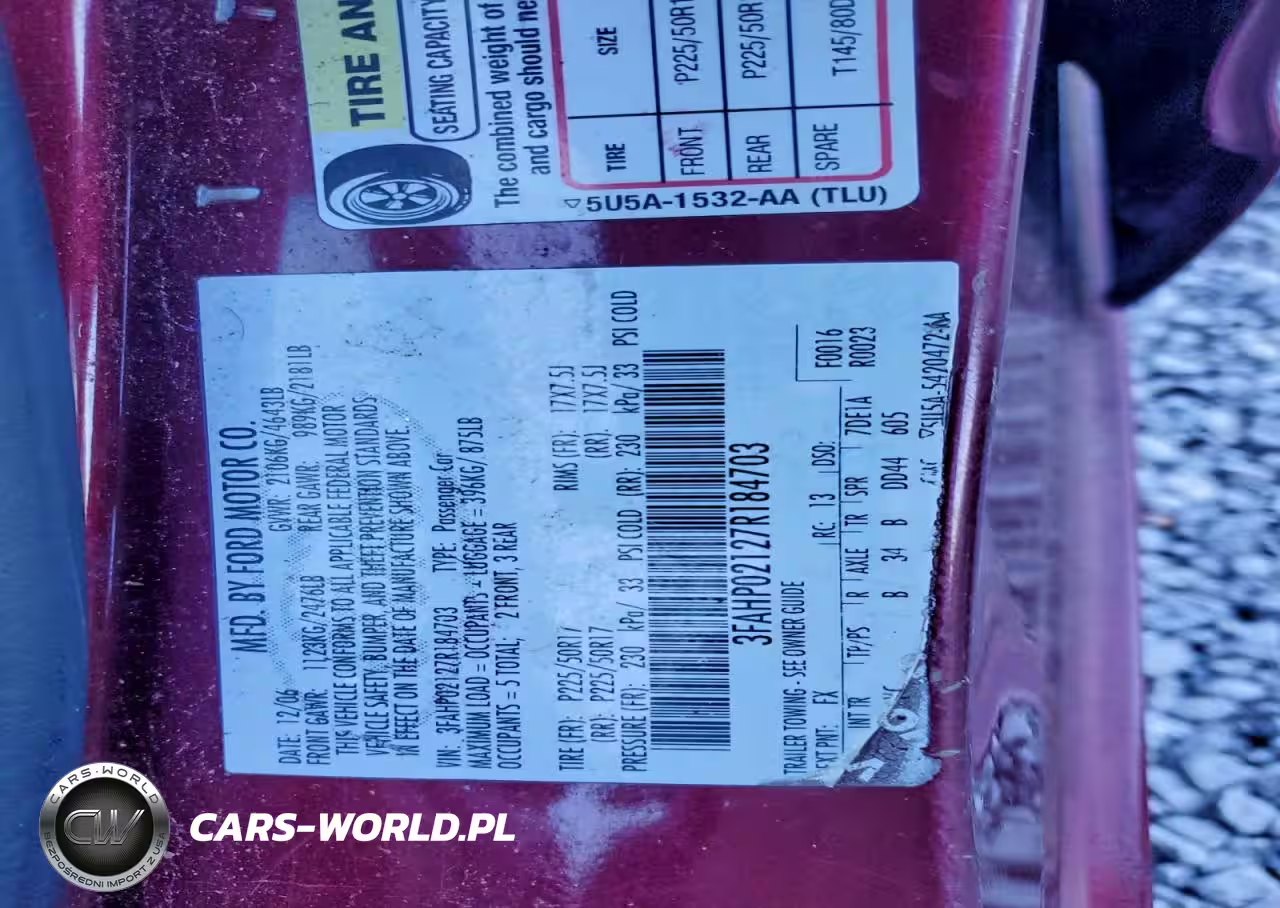 TIRE AN
SEATING CAPACITY
The combined weight of
and cargo should ne
TIRE SIZE
FRONT P225/50R1
REAR P225/50R1
SPARE T145/80D
5U5A-1532-AA (TLU)
MFD. BY FORD MOTOR CO.
DATE: 12/06 GVWR: 2106KG/4643LB
FRONT GAWR: 1123KG/2476LB REAR GAWR: 989KG/2181LB
THIS VEHICLE CONFORMS TO ALL APPLICABLE FEDERAL MOTOR
VEHICLE SAFETY, BUMPER, AND THEFT PREVENTION STANDARDS
IN EFFECT ON THE DATE OF MANUFACTURE SHOWN ABOVE.
VIN: 3FAHP02127R184703 TYPE: Passenger Car
MAXIMUM LOAD = OCCUPANTS + LUGGAGE = 396KG/ 875LB
OCCUPANTS = 5 TOTAL, 2 FRONT, 3 REAR
TIRE (FR): P225/50R17 RIMS (FR): 17X7.5J
(RR): P225/50R17 (RR): 17X7.5J
PRESSURE (FR): 230 kPa/ 33 PSI COLD (RR): 230 kPa/ 33 PSI COLD
3FAHP02127R184703
F0016
TRAILER TOWING - SEE OWNER GUIDE RC: 13 DSO: R0023
EXT PNT: FX
INT TR TP/PS R AXLE TR SPR 7DE1A
B 34 B DD44 605
5U5A-5420472-AA
CARS-WORLD
CW
BEZPOŚREDNI IMPORT Z USA
CARS-WORLD.PL